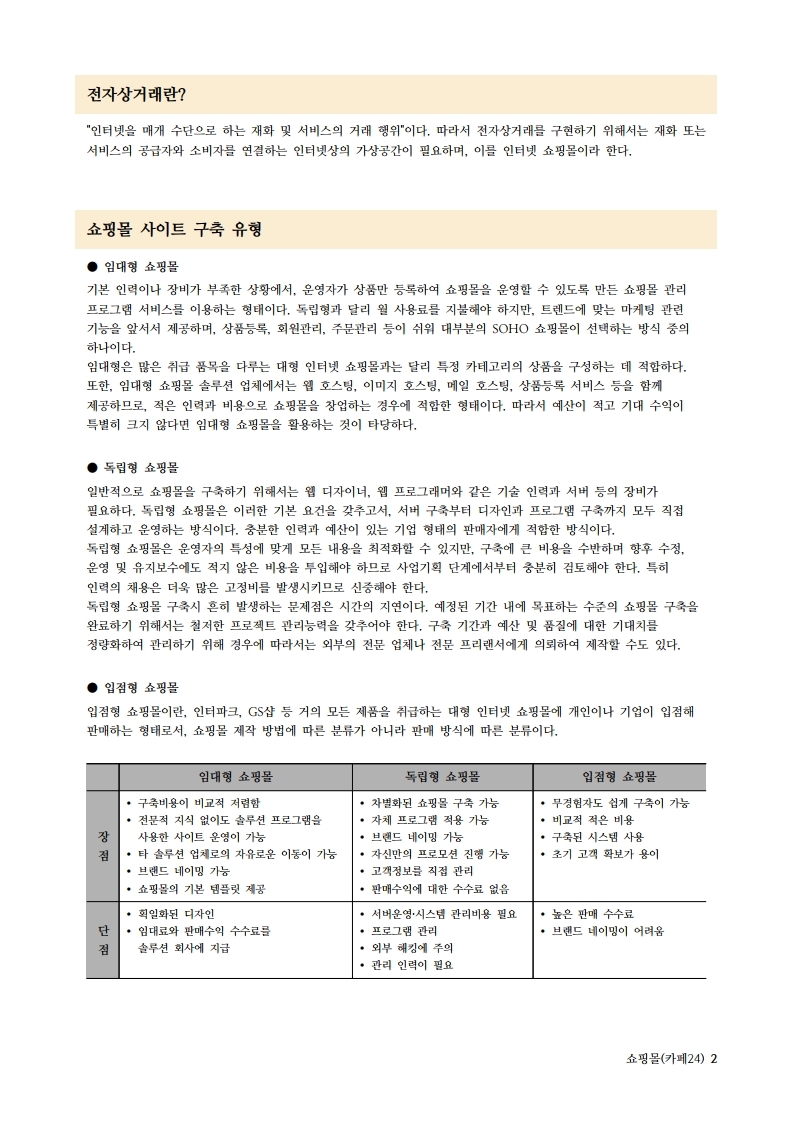 전자상거래란?
"인터넷을 매개 수단으로 하는 재화 및 서비스의 거래 행위"이다. 따라서 전자상거래를 구현하기 위해서는 재화 또는
서비스의 공급자와 소비자를 연결하는 인터넷상의 가상공간이 필요하며, 이를 인터넷 쇼핑몰이라 한다.
쇼핑몰 사이트 구축 유형
● 임대형 쇼핑몰
기본 인력이나 장비가 부족한 상황에서, 운영자가 상품만 등록하여 쇼핑몰을 운영할 수 있도록 만든 쇼핑몰 관리
프로그램 서비스를 이용하는 형태이다. 독립형과 달리 월 사용료를 지불해야 하지만, 트렌드에 맞는 마케팅 관련
기능을 앞서서 제공하며, 상품등록, 회원관리, 주문관리 등이 쉬워 대부분의 SOHO 쇼핑몰이 선택하는 방식 중의
하나이다.
임대형은 많은 취급 품목을 다루는 대형 인터넷 쇼핑몰과는 달리 특정 카테고리의 상품을 구성하는 데 적합하다.
또한, 임대형 쇼핑몰 솔루션 업체에서는 웹 호스팅, 이미지 호스팅, 메일 호스팅, 상품등록 서비스 등을 함께
제공하므로, 적은 인력과 비용으로 쇼핑몰을 창업하는 경우에 적합한 형태이다. 따라서 예산이 적고 기대 수익이
특별히 크지 않다면 임대형 쇼핑몰을 활용하는 것이 타당하다.
● 독립형 쇼핑몰
일반적으로 쇼핑몰을 구축하기 위해서는 웹 디자이너, 웹 프로그래머와 같은 기술 인력과 서버 등의 장비가
필요하다. 독립형 쇼핑몰은 이러한 기본 요건을 갖추고서, 서버 구축부터 디자인과 프로그램 구축까지 모두 직접
설계하고 운영하는 방식이다. 충분한 인력과 예산이 있는 기업 형태의 판매자에게 적합한 방식이다.
독립형 쇼핑몰은 운영자의 특성에 맞게 모든 내용을 최적화할 수 있지만, 구축에 큰 비용을 수반하며 향후 수정,
운영 및 유지보수에도 적지 않은 비용을 투입해야 하므로 사업기획 단계에서부터 충분히 검토해야 한다. 특히
인력의 채용은 더욱 많은 고정비를 발생시키므로 신중해야 한다.
독립형 쇼핑몰 구축시 흔히 발생하는 문제점은 시간의 지연이다. 예정된 기간 내에 목표하는 수준의 쇼핑몰 구축을
완료하기 위해서는 철저한 프로젝트 관리능력을 갖추어야 한다. 구축 기간과 예산 및 품질에 대한 기대치를
정량화하여 관리하기 위해 경우에 따라서는 외부의 전문 업체나 전문 프리랜서에게 의뢰하여 제작할 수도 있다.
● 입점형 쇼핑몰
입점형 쇼핑몰이란, 인터파크, GS샵 등 거의 모든 제품을 취급하는 대형 인터넷 쇼핑몰에 개인이나 기업이 입점해
판매하는 형태로서, 쇼핑몰 제작 방법에 따른 분류가 아니라 판매 방식에 따른 분류이다.
임대형 쇼핑몰 독립형 쇼핑몰 입점형 쇼핑몰
장점
• 구축비용이 비교적 저렴함
• 전문적 지식 없이도 솔루션 프로그램을
사용한 사이트 운영이 가능
• 타 솔루션 업체로의 자유로운 이동이 가능
• 브랜드 네이밍 가능
• 쇼핑몰의 기본 템플릿 제공
• 차별화된 쇼핑몰 구축 가능
• 자체 프로그램 적용 가능
• 브랜드 네이밍 가능
• 자신만의 프로모션 진행 가능
• 고객정보를 직접 관리
• 판매수익에 대한 수수료 없음
• 무경험자도 쉽게 구축이 가능
• 비교적 적은 비용
• 구축된 시스템 사용
• 초기 고객 확보가 용이
단점
• 획일화된 디자인
• 임대료와 판매수익 수수료를
솔루션 회사에 지급
• 서버운영·시스템 관리비용 필요
• 프로그램 관리
• 외부 해킹에 주의
• 관리 인력이 필요
• 높은 판매 수수료
• 브랜드 네이밍이 어려움
쇼핑몰(카페24) 2